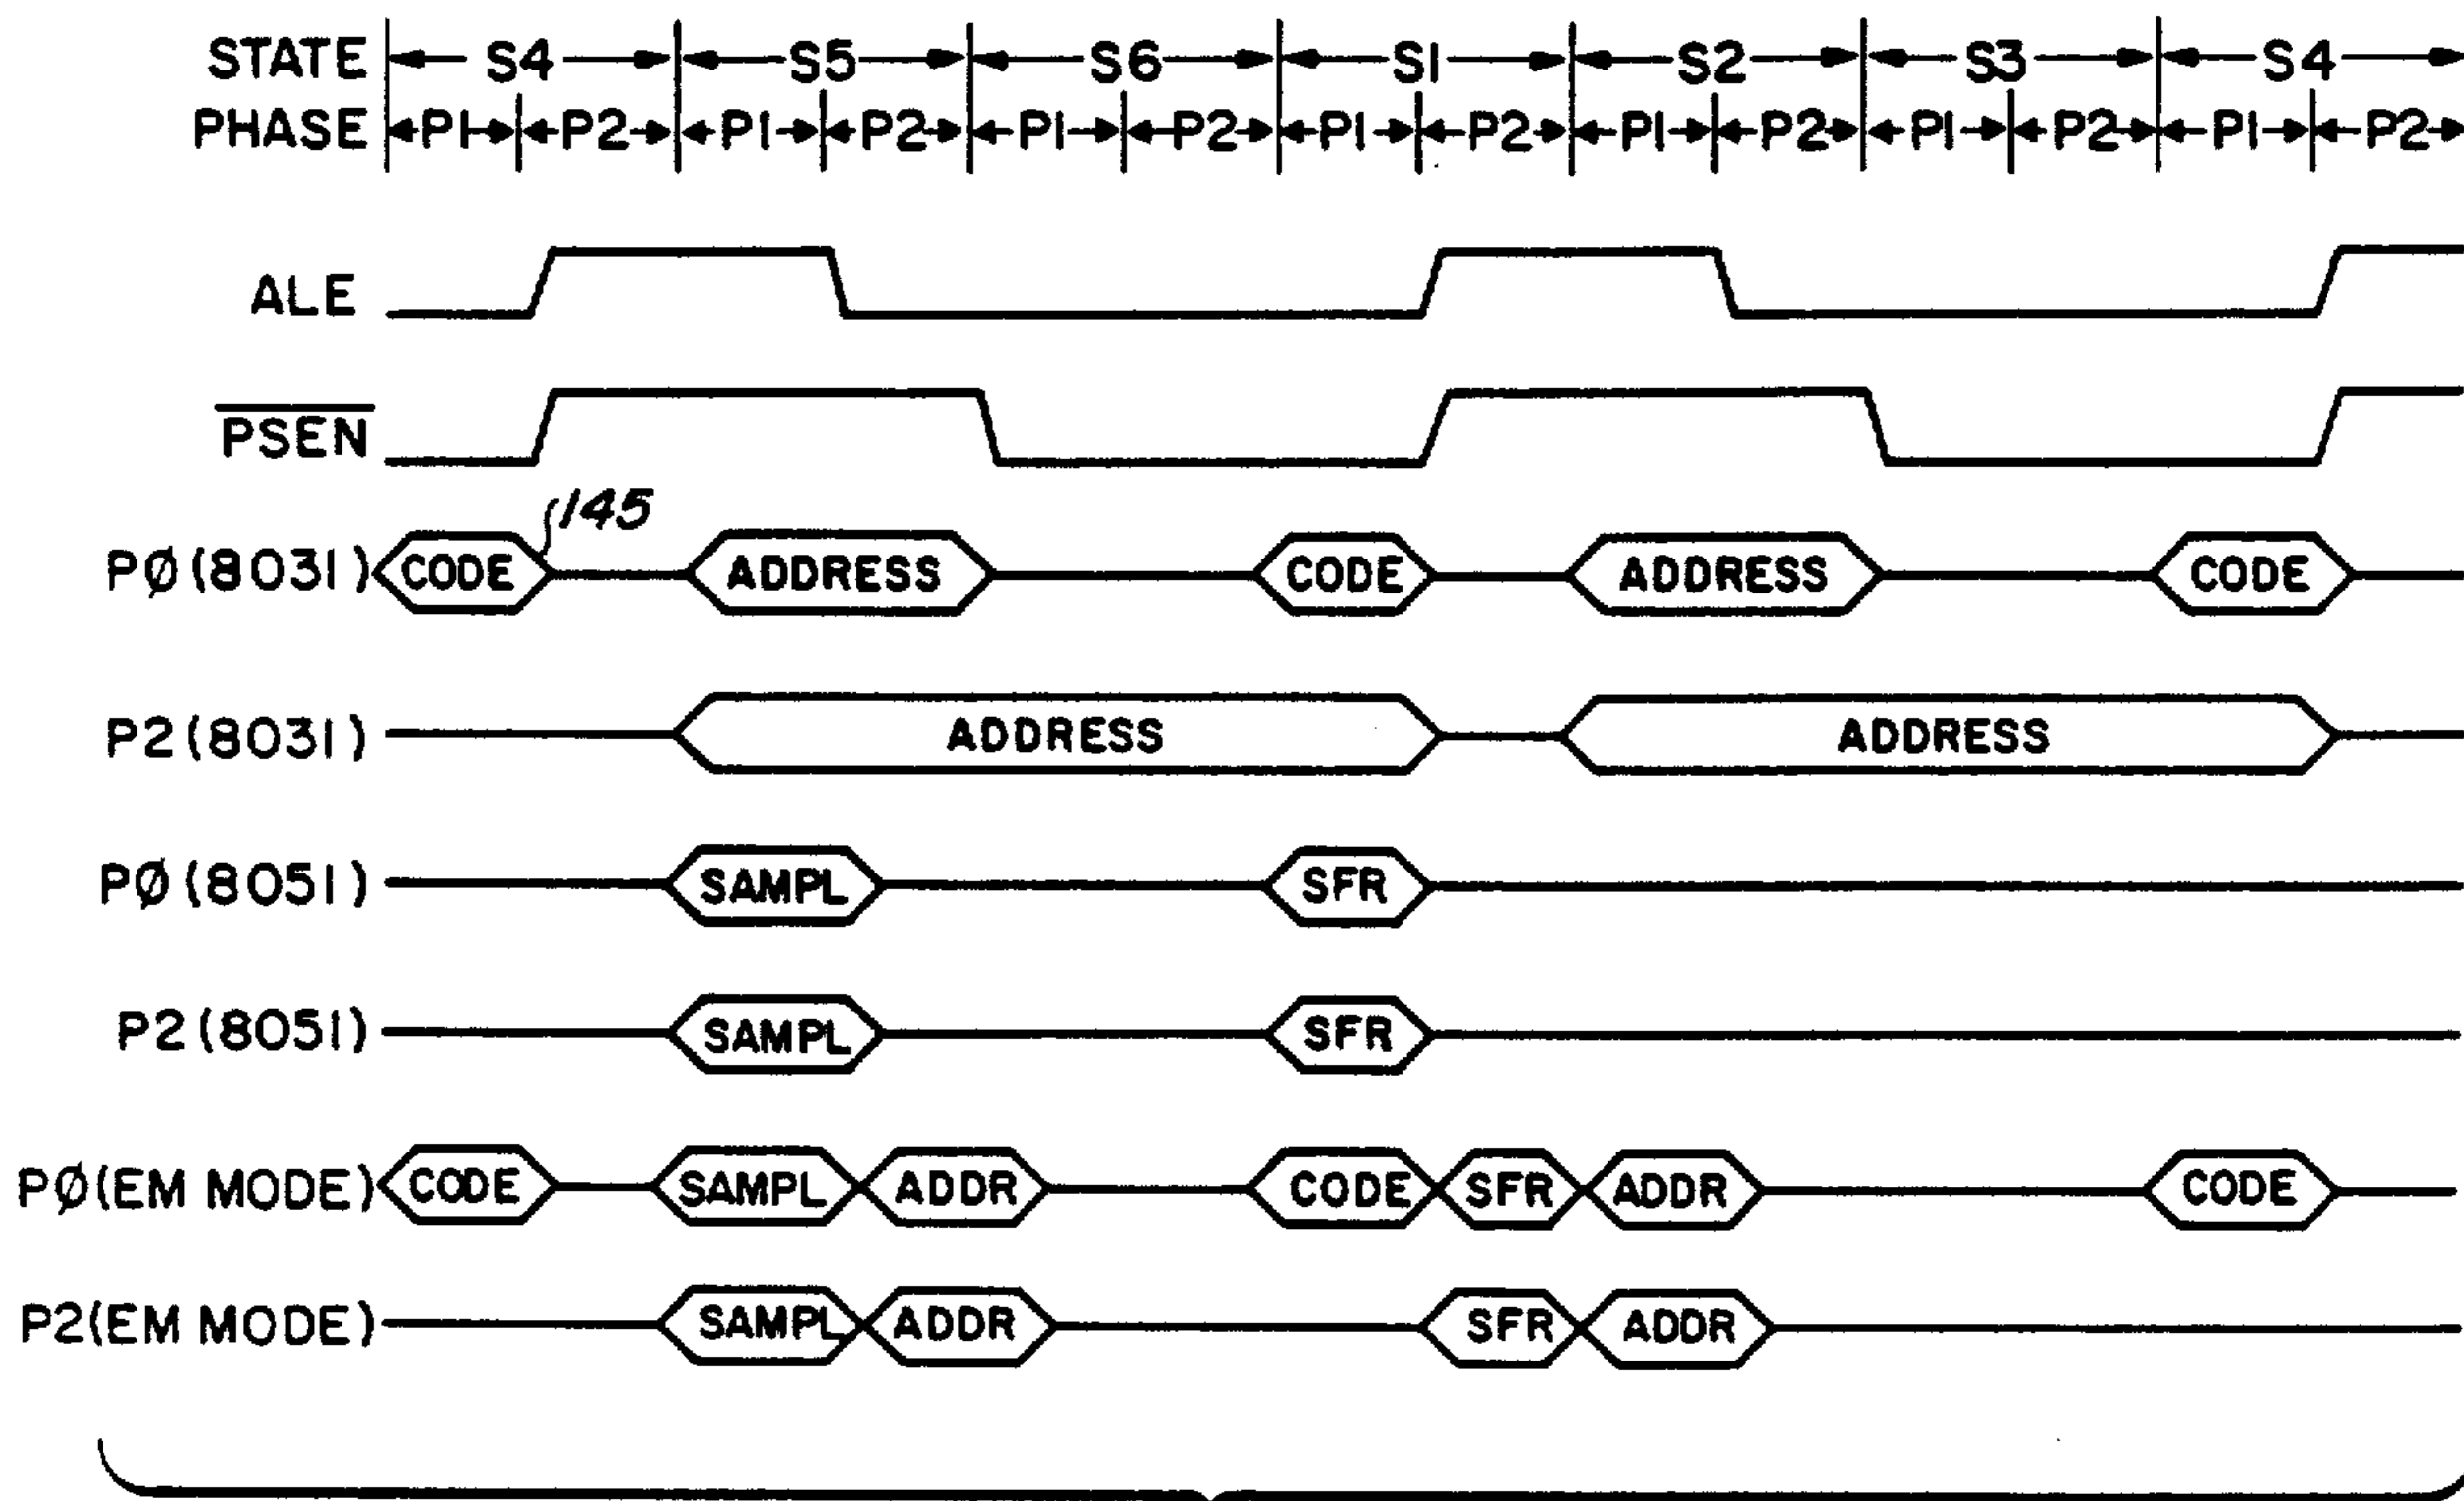 STATE S4 S5 S6 S1 S2 S3 S4
PHASE P1 P2 P1 P2 P1 P2 P1 P2 P1 P2 P1 P2 P1 P2
ALE
PSEN
145
PØ(8031) CODE ADDRESS CODE ADDRESS CODE
P2(8031) ADDRESS ADDRESS
PØ(8051) SAMPL SFR
P2(8051) SAMPL SFR
PØ(EM MODE) CODE SAMPL ADDR CODE SFR ADDR CODE
P2(EM MODE) SAMPL ADDR SFR ADDR